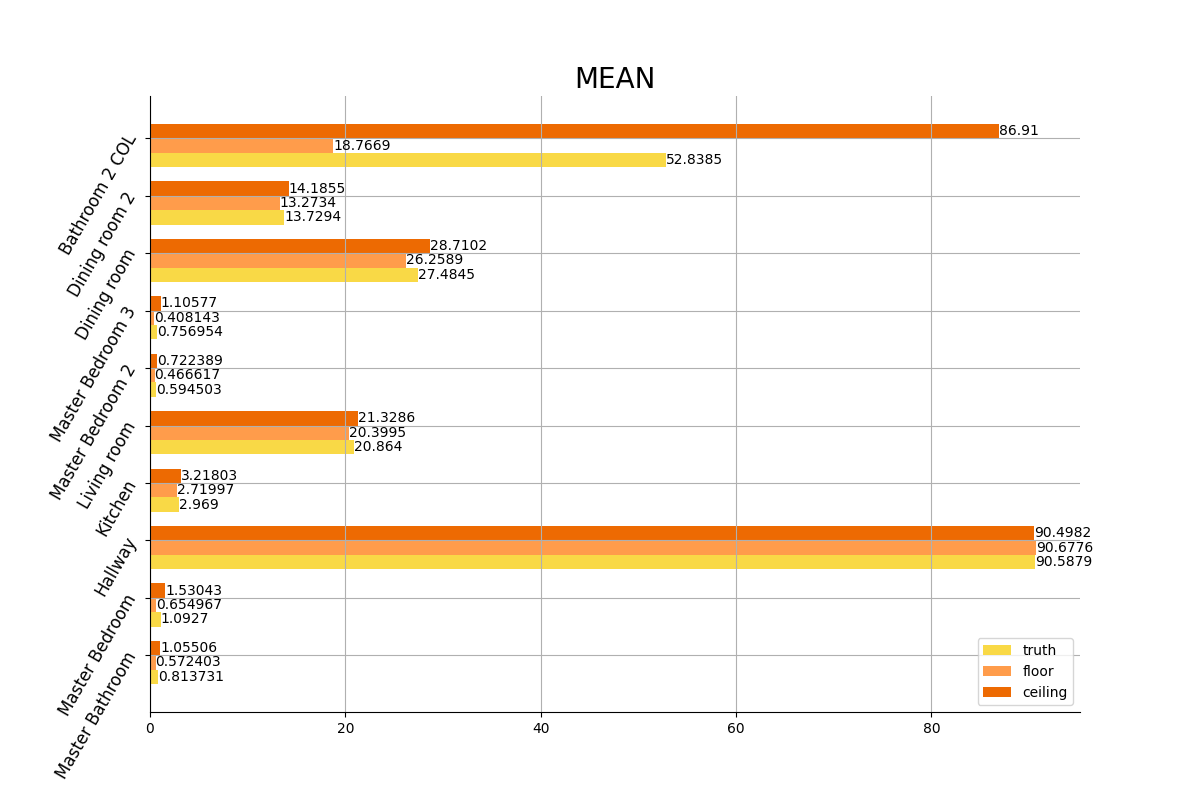 MEAN
Bathroom 2 COL
86.91
18.7669
52.8385
Dining room 2
14.1855
13.2734
13.7294
Dining room
28.7102
26.2589
27.4845
Master Bedroom 3
1.10577
0.408143
0.756954
Master Bedroom 2
0.722389
0.466617
0.594503
Living room
21.3286
20.3995
20.864
Kitchen
3.21803
2.71997
2.969
Hallway
90.4982
90.6776
90.5879
Master Bedroom
1.53043
0.654967
1.0927
Master Bathroom
1.05506
0.572403
0.813731
truth
floor
ceiling
0 20 40 60 80